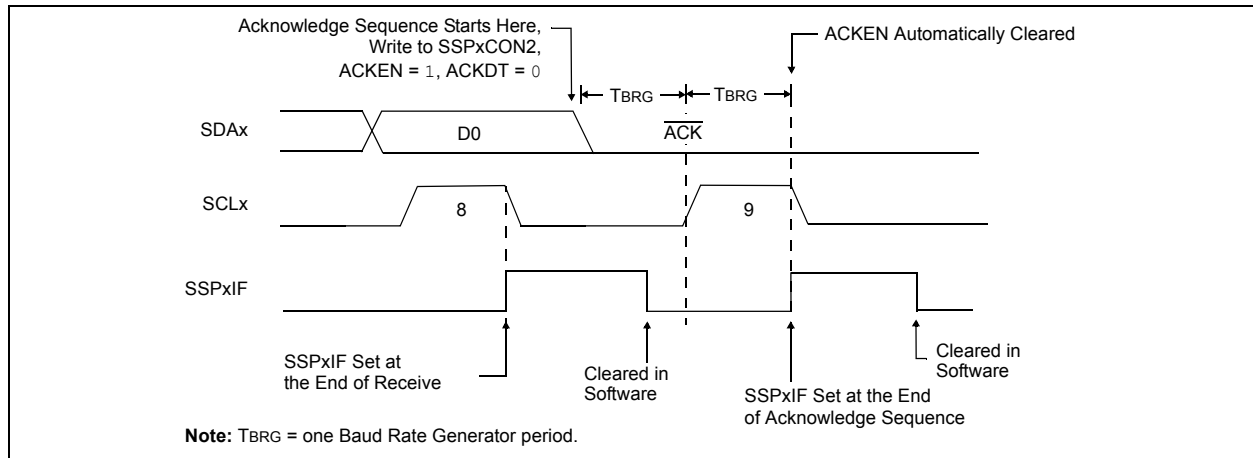 Acknowledge Sequence Starts Here,
Write to SSPxCON2,
ACKEN = 1, ACKDT = 0
ACKEN Automatically Cleared
TBRG
TBRG
SDAx
D0
ACK
SCLx
8
9
SSPxIF
SSPxIF Set at
the End of Receive
Cleared in
Software
SSPxIF Set at the End
of Acknowledge Sequence
Cleared in
Software
Note: TBRG = one Baud Rate Generator period.